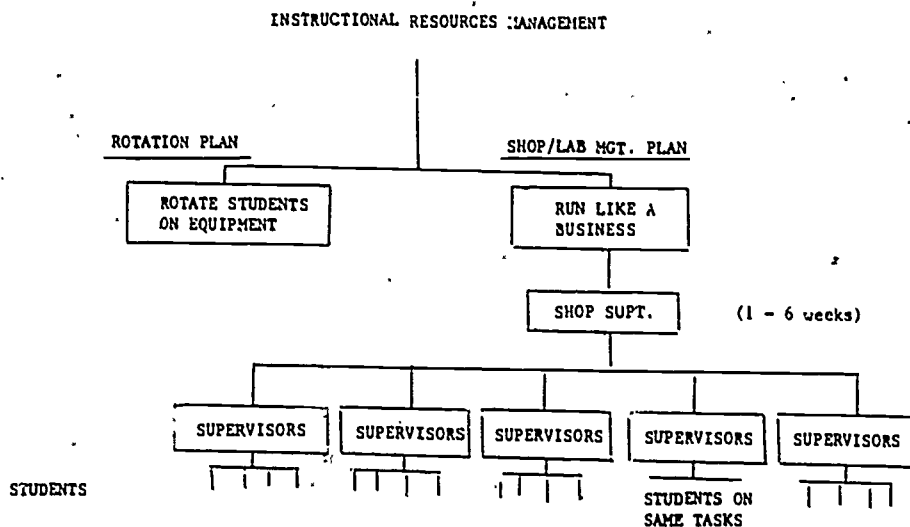 INSTRUCTIONAL RESOURCES MANAGEMENT
ROTATION PLAN
SHOP/LAB MGT. PLAN
ROTATE STUDENTS
ON EQUIPMENT
RUN LIKE A
BUSINESS
SHOP SUPT.
(1 - 6 weeks)
SUPERVISORS
SUPERVISORS
SUPERVISORS
SUPERVISORS
SUPERVISORS
STUDENTS
STUDENTS ON
SAME TASKS